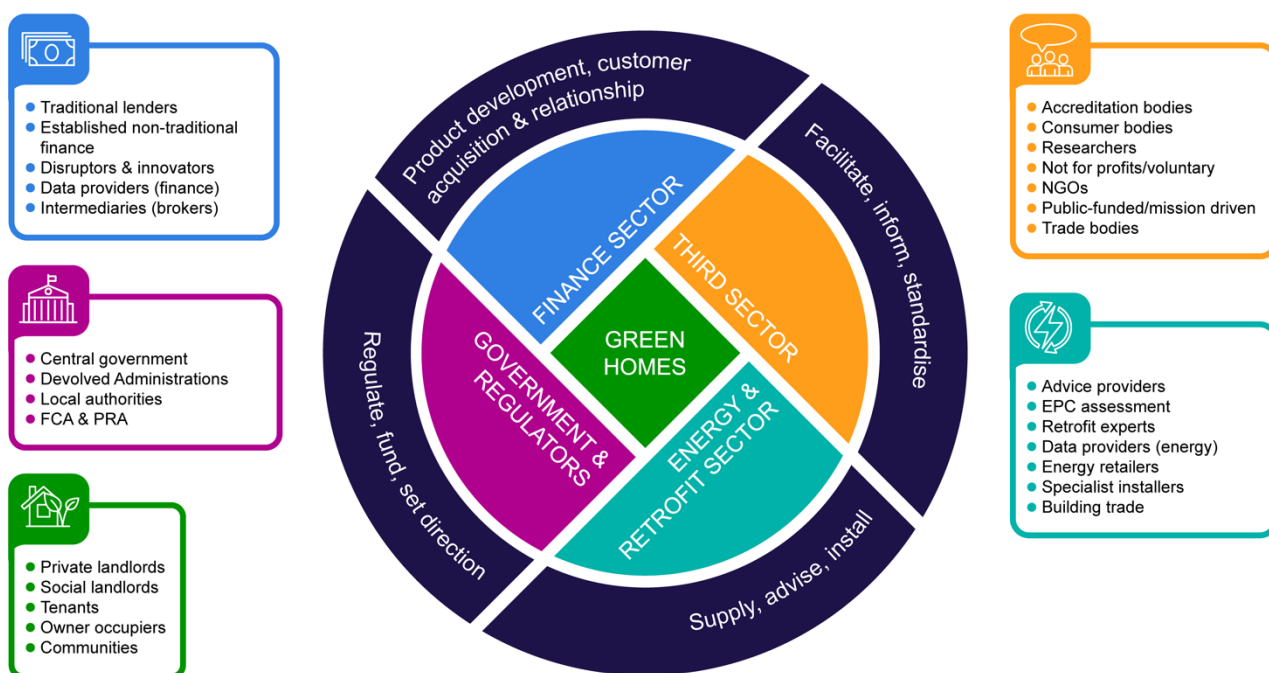 Traditional lenders
Established non-traditional
finance
Disruptors & innovators
Data providers (finance)
Intermediaries (brokers)
Central government
Devolved Administrations
Local authorities
FCA & PRA
Private landlords
Social landlords
Tenants
Owner occupiers
Communities
Product development, customer
acquisition & relationship
Facilitate, inform, standardise
Regulate, fund, set direction
Supply, advise, install
FINANCE SECTOR
THIRD SECTOR
GOVERNMENT &
REGULATORS
ENERGY &
RETROFIT SECTOR
GREEN
HOMES
Accreditation bodies
Consumer bodies
Researchers
Not for profits/voluntary
NGOs
Public-funded/mission driven
Trade bodies
Advice providers
EPC assessment
Retrofit experts
Data providers (energy)
Energy retailers
Specialist installers
Building trade